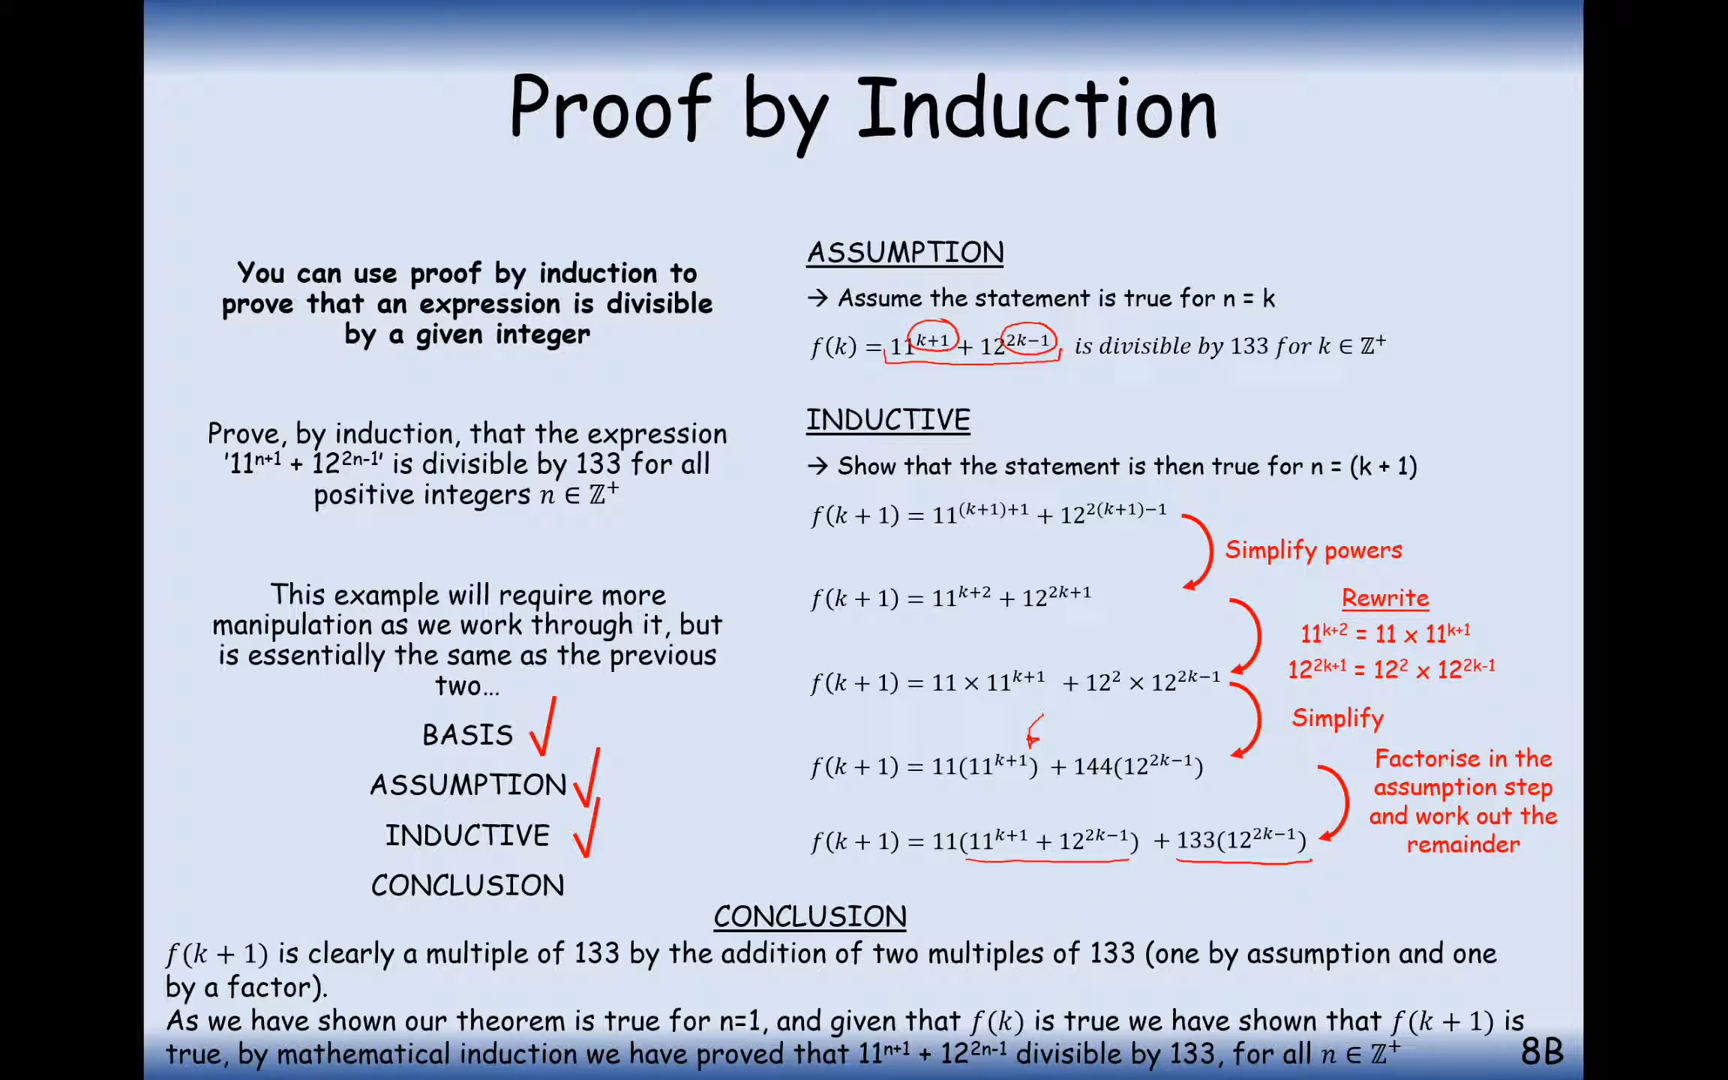 Proof by Induction
You can use proof by induction to
prove that an expression is divisible
by a given integer
Prove, by induction, that the expression
'11ⁿ⁺¹ + 12²ⁿ⁻¹' is divisible by 133 for all
positive integers n ∈ ℤ⁺
This example will require more
manipulation as we work through it, but
is essentially the same as the previous
two…
BASIS
ASSUMPTION
INDUCTIVE
CONCLUSION
ASSUMPTION
→ Assume the statement is true for n = k
f(k) = 11ᵏ⁺¹ + 12²ᵏ⁻¹ is divisible by 133 for k ∈ ℤ⁺
INDUCTIVE
→ Show that the statement is then true for n = (k + 1)
f(k + 1) = 11⁽ᵏ⁺¹⁾⁺¹ + 12²⁽ᵏ⁺¹⁾⁻¹
Simplify powers
f(k + 1) = 11ᵏ⁺² + 12²ᵏ⁺¹
Rewrite
11ᵏ⁺² = 11 x 11ᵏ⁺¹
12²ᵏ⁺¹ = 12² x 12²ᵏ⁻¹
f(k + 1) = 11 × 11ᵏ⁺¹ + 12² × 12²ᵏ⁻¹
Simplify
f(k + 1) = 11(11ᵏ⁺¹) + 144(12²ᵏ⁻¹)
Factorise in the
assumption step
and work out the
remainder
f(k + 1) = 11(11ᵏ⁺¹ + 12²ᵏ⁻¹) + 133(12²ᵏ⁻¹)
CONCLUSION
f(k + 1) is clearly a multiple of 133 by the addition of two multiples of 133 (one by assumption and one
by a factor).
As we have shown our theorem is true for n=1, and given that f(k) is true we have shown that f(k + 1) is
true, by mathematical induction we have proved that 11ⁿ⁺¹ + 12²ⁿ⁻¹ divisible by 133, for all n ∈ ℤ⁺
8B